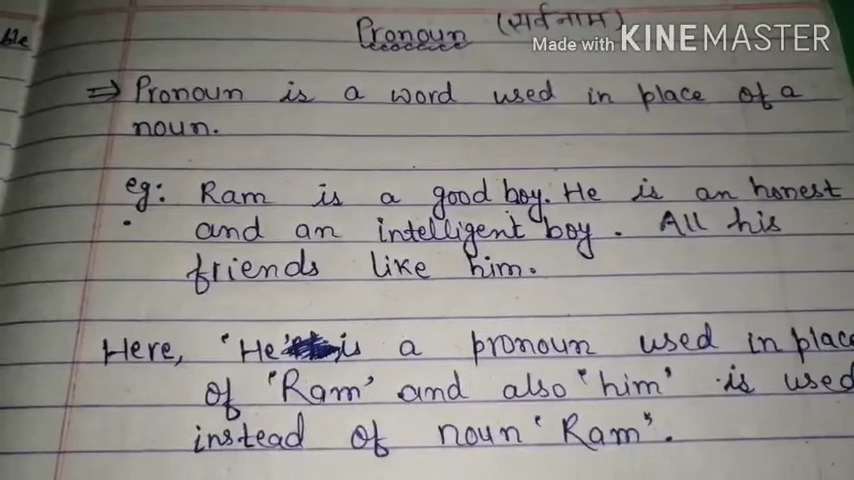 ble
Pronoun (सर्वनाम)
Made with KINEMASTER
⇒ Pronoun is a word used in place of a
noun.
eg: Ram is a good boy. He is an honest
and an intelligent boy. All his
friends like him.
Here, 'He' is a pronoun used in place
of 'Ram' and also 'him' is used
instead of noun 'Ram'.